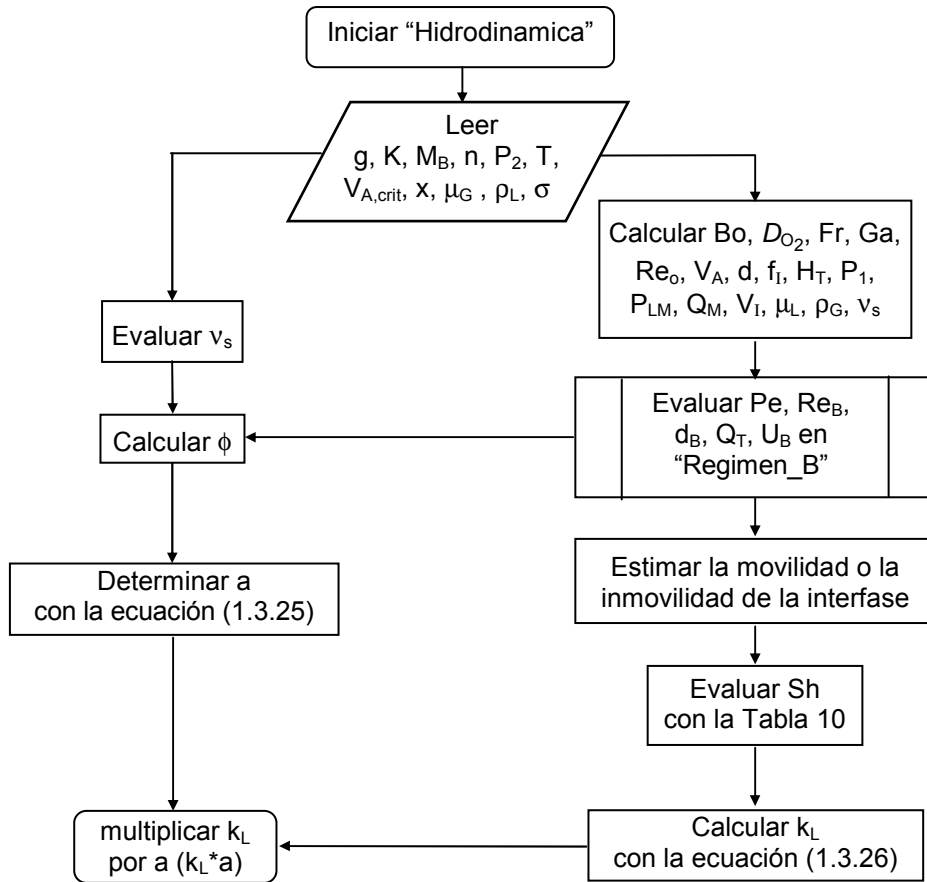 Iniciar “Hidrodinamica”
Leer
g, K, M_B, n, P_2, T,
V_A,crit, x, μ_G , ρ_L, σ
Calcular Bo, D_O_2, Fr, Ga,
Re_o, V_A, d, f_I, H_T, P_1,
P_LM, Q_M, V_I, μ_L, ρ_G, ν_s
Evaluar ν_s
Evaluar Pe, Re_B,
d_B, Q_T, U_B en
“Regimen_B”
Calcular ϕ
Estimar la movilidad o la
inmovilidad de la interfase
Determinar a
con la ecuación (1.3.25)
Evaluar Sh
con la Tabla 10
Calcular k_L
con la ecuación (1.3.26)
multiplicar k_L
por a (k_L*a)